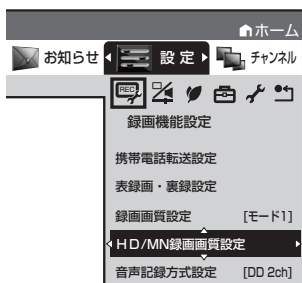 ホーム
お知らせ 設定 チャンネル
REC
録画機能設定
携帯電話転送設定
表録画・裏録設定
録画画質設定 [モード1]
HD/MN録画画質設定
音声記録方式設定 [DD 2ch]